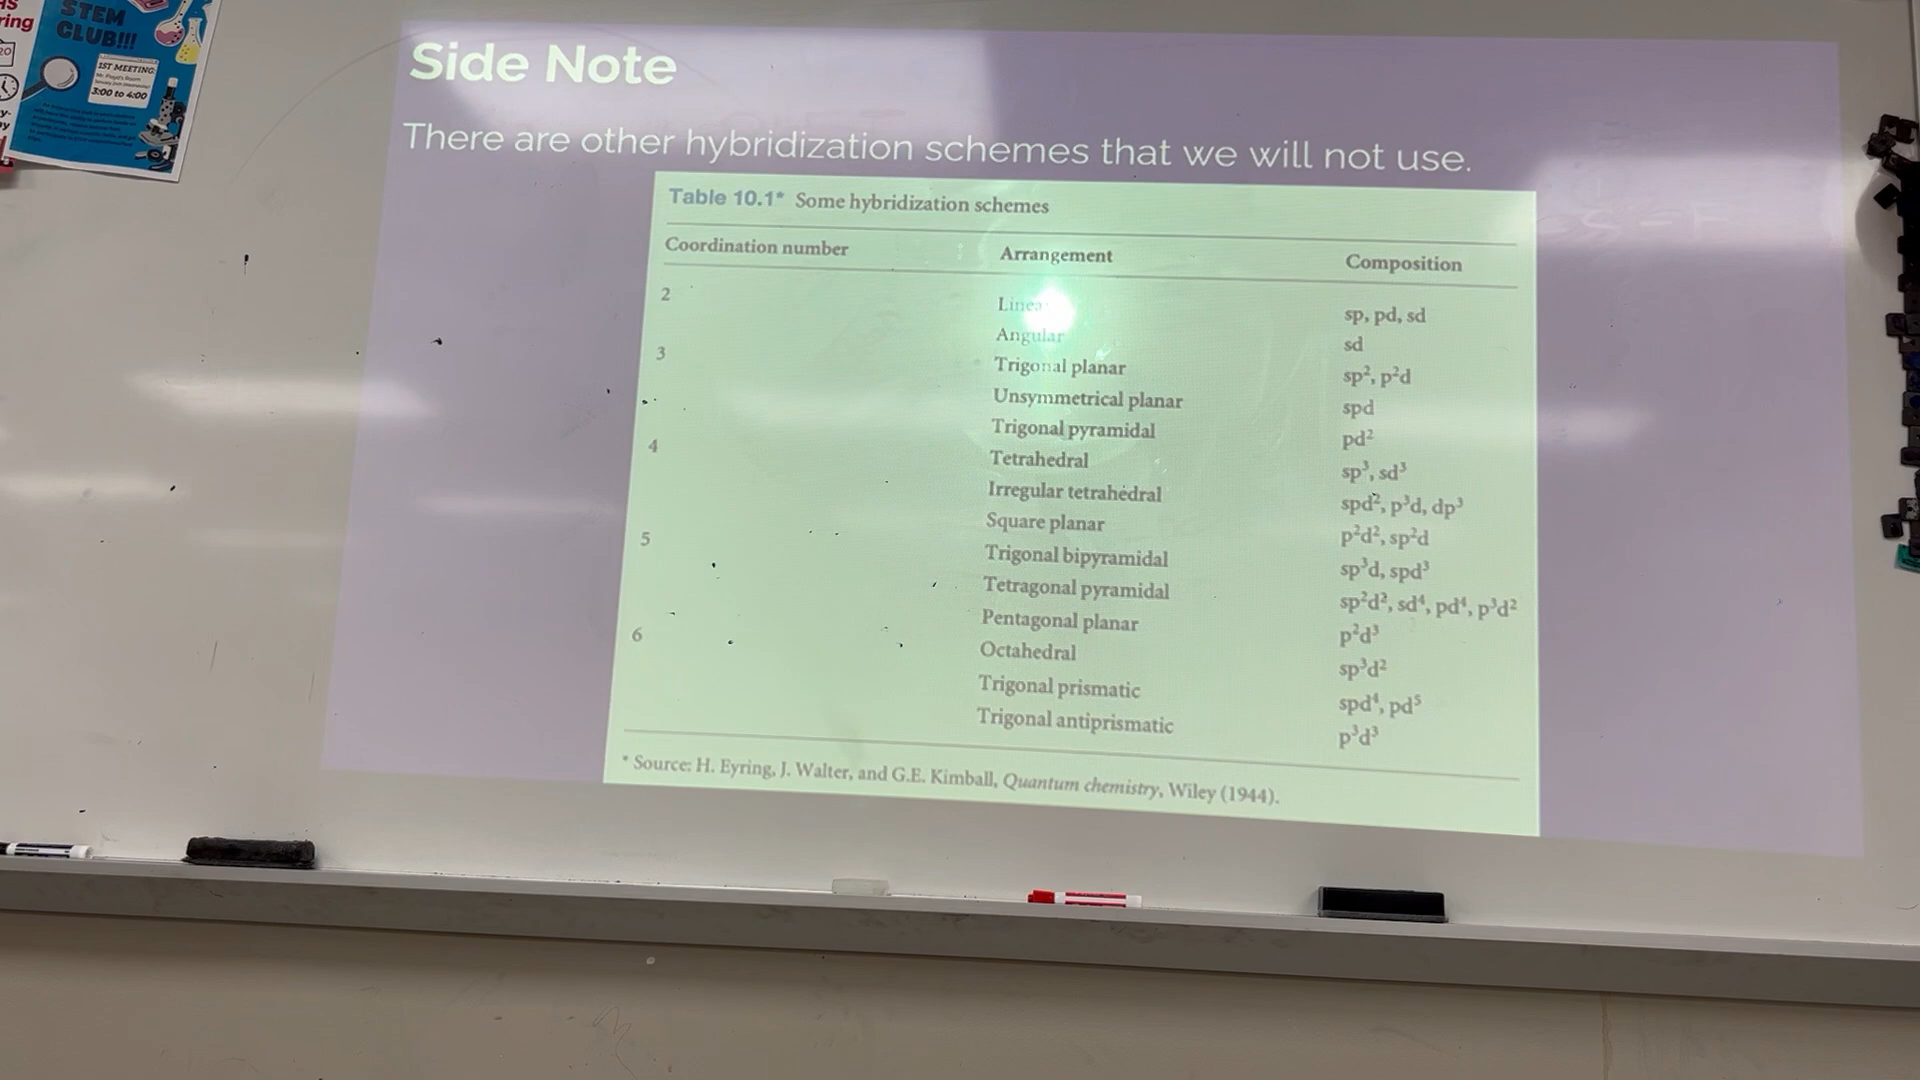 STEM
CLUB!!!
1ST MEETING:
3:00 to 4:00
Side Note
There are other hybridization schemes that we will not use.
Table 10.1* Some hybridization schemes
Coordination number Arrangement Composition
2 Linear sp, pd, sd
Angular sd
3 Trigonal planar sp², p²d
Unsymmetrical planar spd
Trigonal pyramidal pd²
4 Tetrahedral sp³, sd³
Irregular tetrahedral spd², p³d, dp³
Square planar p²d², sp²d
5 Trigonal bipyramidal sp³d, spd³
Tetragonal pyramidal sp²d², sd⁴, pd⁴, p³d²
Pentagonal planar p²d³
6 Octahedral sp³d²
Trigonal prismatic spd⁴, pd⁵
Trigonal antiprismatic p³d³
* Source: H. Eyring, J. Walter, and G.E. Kimball, Quantum chemistry, Wiley (1944).